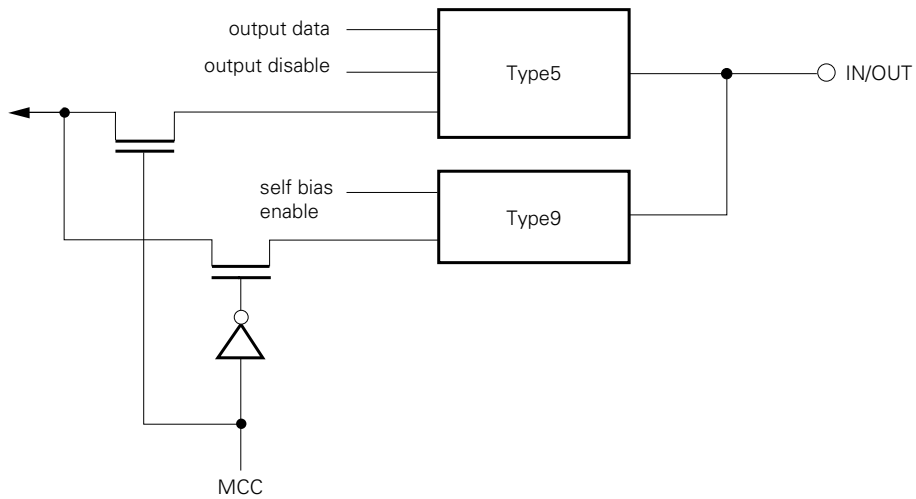 output data
output disable
Type5
IN/OUT
self bias
enable
Type9
MCC